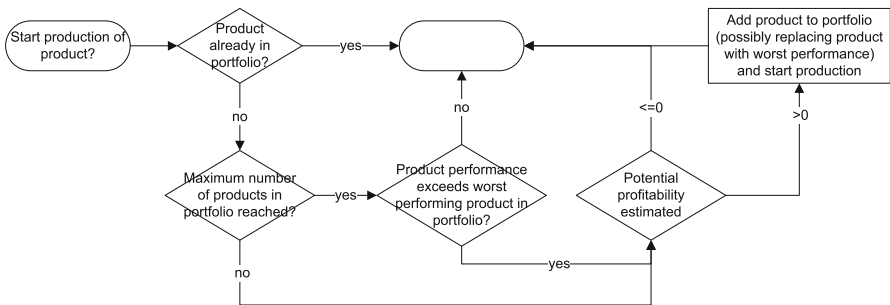 Start production of
product?
Product
already in
portfolio?
yes
Add product to portfolio
(possibly replacing product
with worst performance)
and start production
no
no
<=0
>0
Maximum number
of products in
portfolio reached?
yes
Product performance
exceeds worst
performing product in
portfolio?
Potential
profitability
estimated
yes
no